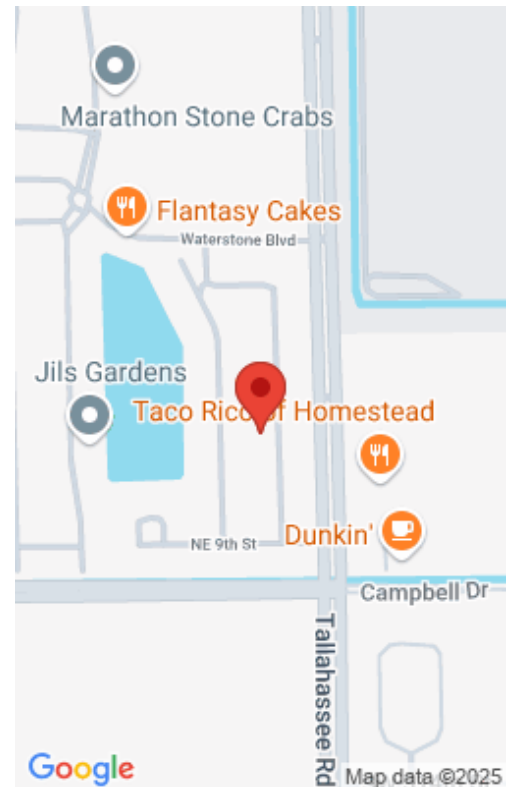 Marathon Stone Crabs
Flantasy Cakes
Waterstone Blvd
Jils Gardens
Taco Rico of Homestead
NE 9th St
Dunkin'
Campbell Dr
Tallahassee Rd
Google
Map data ©2025